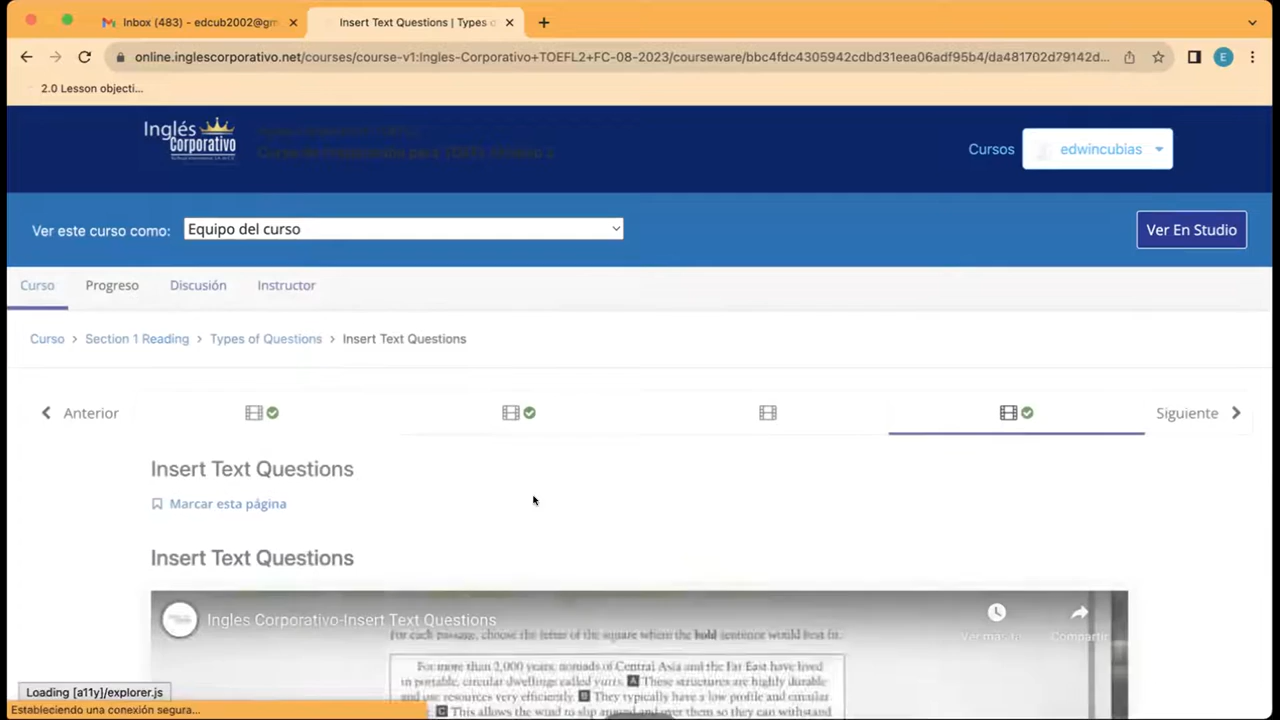 Inbox (483) - edcub2002@gm
Insert Text Questions | Types o
online.inglescorporativo.net/courses/course-v1:Ingles-Corporativo+TOEFL2+FC-08-2023/courseware/bbc4fdc4305942cdbd31eea06adf95b4/da481702d79142d...
E
2.0 Lesson objecti...
Inglés
Corporativo
Cursos
edwincubias
Ver este curso como:
Equipo del curso
Ver En Studio
Curso
Progreso
Discusión
Instructor
Curso > Section 1 Reading > Types of Questions > Insert Text Questions
Anterior
Siguiente
Insert Text Questions
Marcar esta página
Insert Text Questions
Ingles Corporativo-Insert Text Questions
Compartir
For each passage, choose the letter of the square where the bold sentence would best fit.
For more than 2,000 years, nomads of Central Asia and the Far East have lived
in portable, circular dwellings called yurts. A These structures are highly durable
and use resources very efficiently. B They typically have a low profile and circular
C This allows the wind to slip around and over them so they can withstand
Loading [a11y]/explorer.js
Estableciendo una conexión segura...